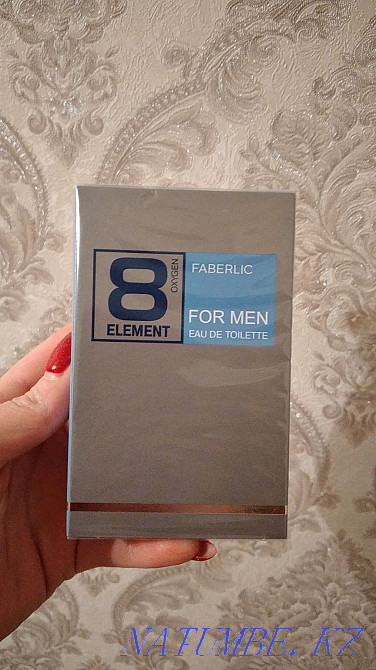 8
OXYGEN
ELEMENT
FABERLIC
FOR MEN
EAU DE TOILETTE
NATUMBE.KZ